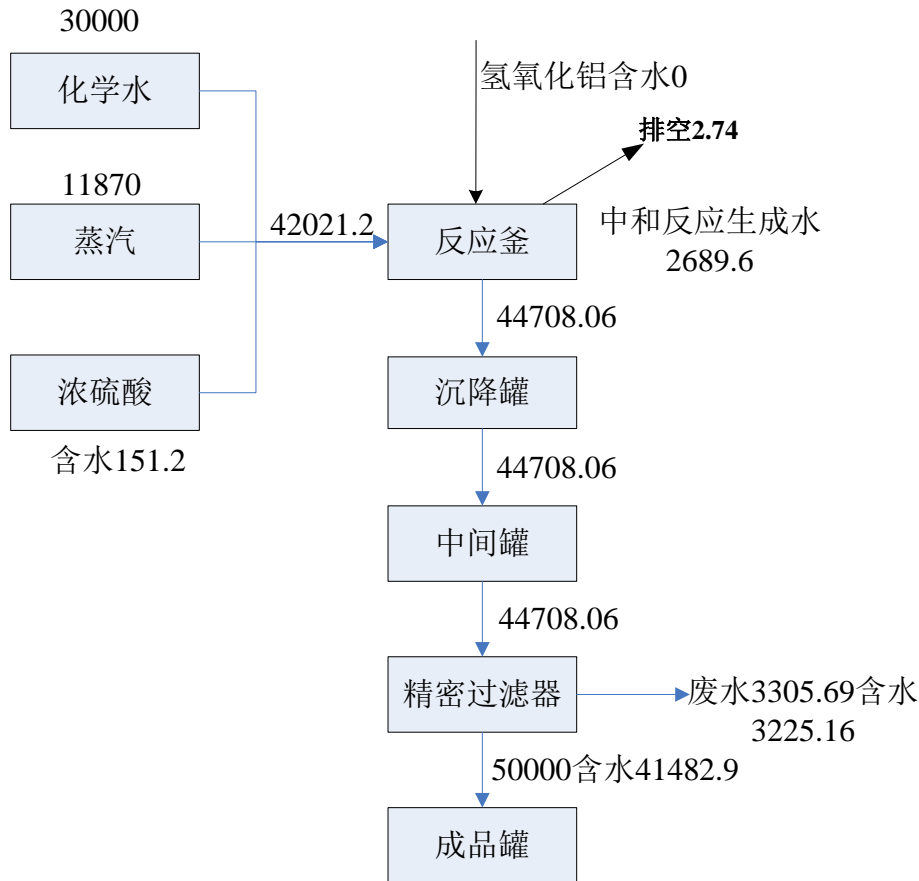 30000
化学水
氢氧化铝含水0
排空2.74
11870
蒸汽
42021.2
反应釜
中和反应生成水
2689.6
44708.06
浓硫酸
沉降罐
含水151.2
44708.06
中间罐
44708.06
精密过滤器
废水3305.69含水
3225.16
50000含水41482.9
成品罐